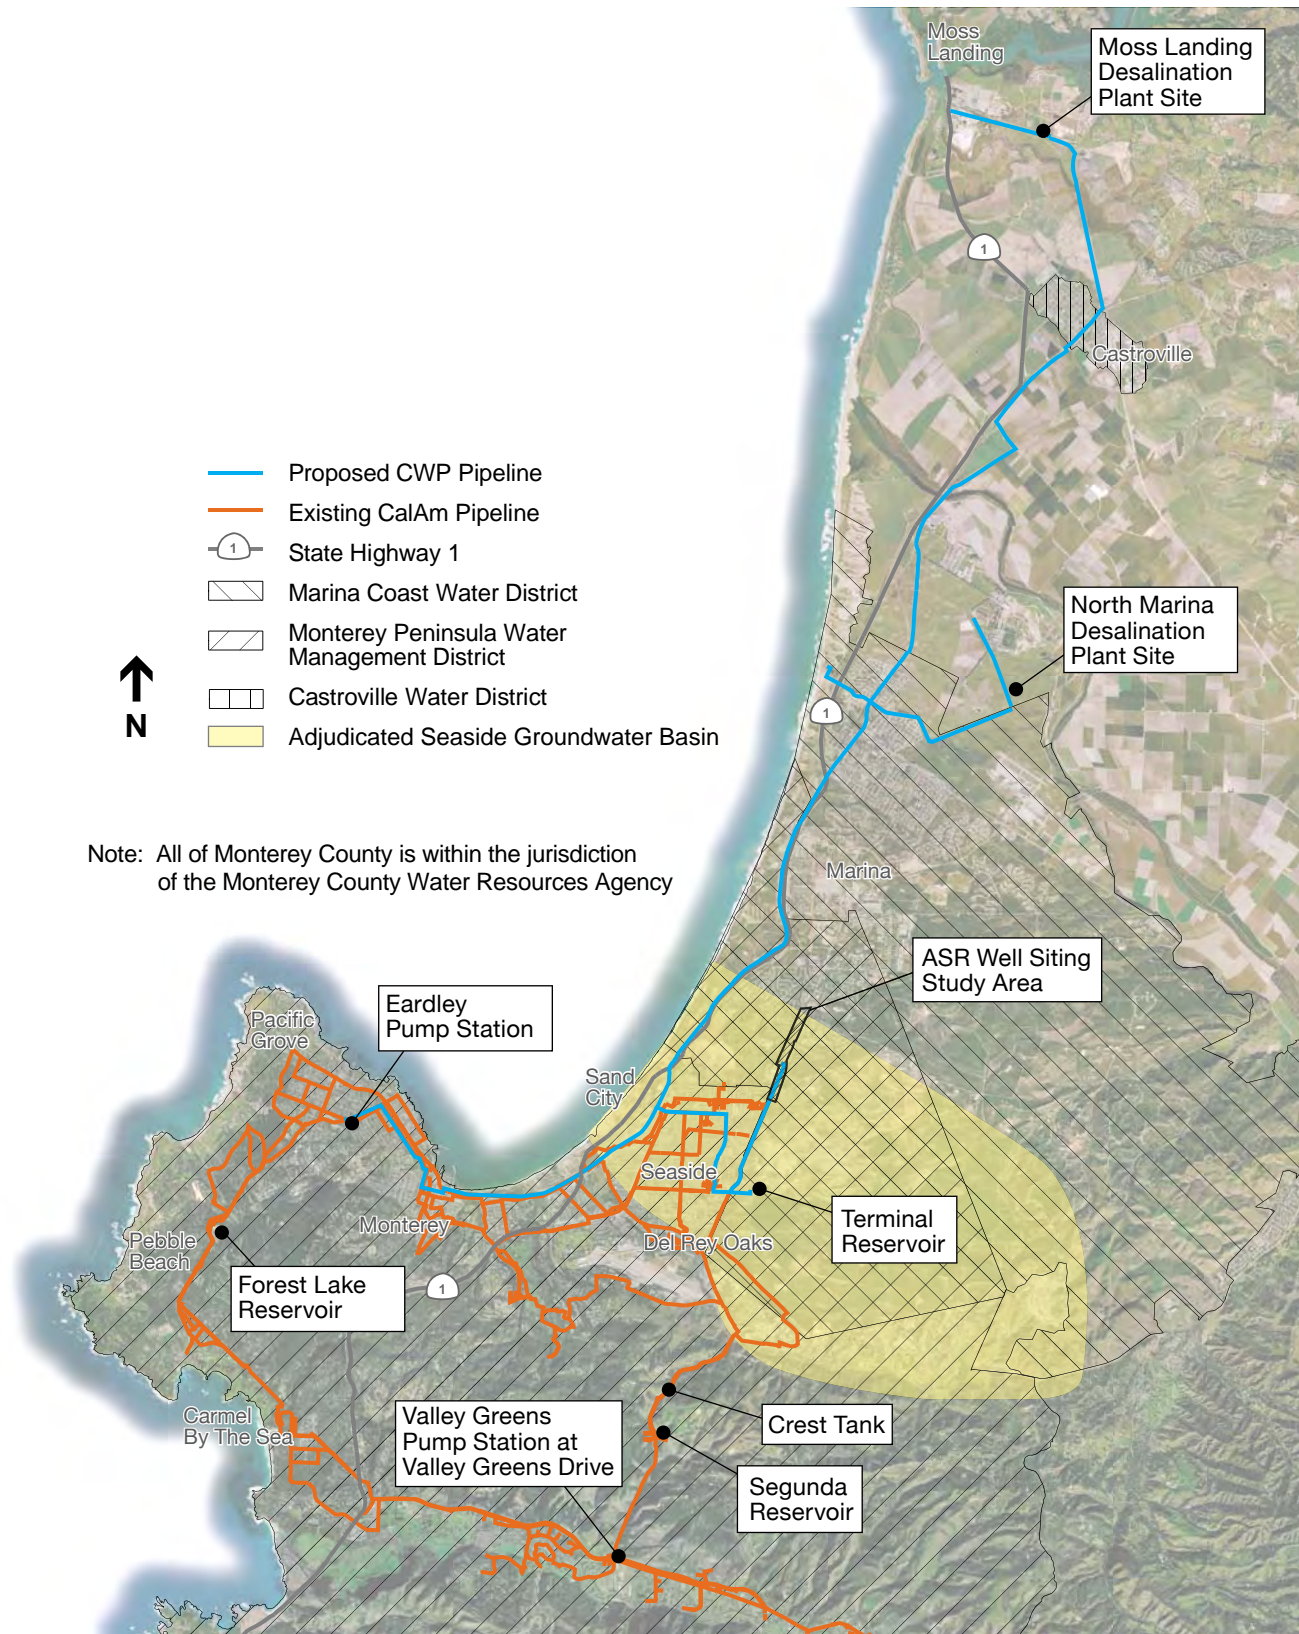 Moss
Landing
Moss Landing
Desalination
Plant Site
1
Castroville
Proposed CWP Pipeline
Existing CalAm Pipeline
1
State Highway 1
Marina Coast Water District
Monterey Peninsula Water
Management District
Castroville Water District
Adjudicated Seaside Groundwater Basin
N
North Marina
Desalination
Plant Site
1
Note: All of Monterey County is within the jurisdiction
of the Monterey County Water Resources Agency
Marina
ASR Well Siting
Study Area
Eardley
Pump Station
Pacific
Grove
Sand
City
Seaside
Terminal
Reservoir
Monterey
Del Rey Oaks
Pebble
Beach
Forest Lake
Reservoir
1
Carmel
By The Sea
Valley Greens
Pump Station at
Valley Greens Drive
Crest Tank
Segunda
Reservoir